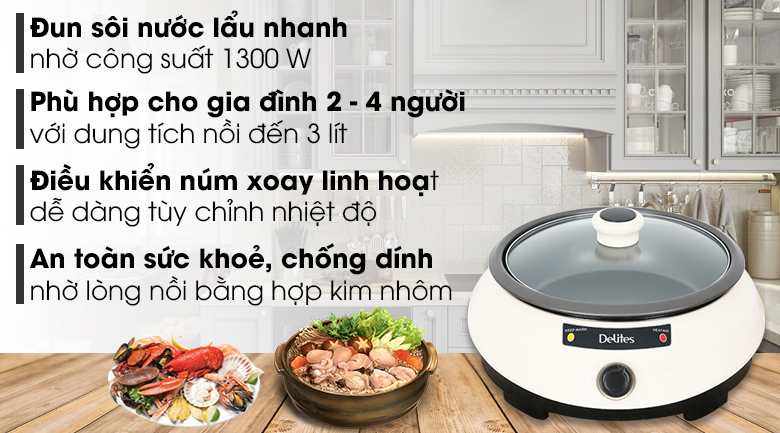 Đun sôi nước lẩu nhanh
nhờ công suất 1300 W
Phù hợp cho gia đình 2 - 4 người
với dung tích nồi đến 3 lít
Điều khiển núm xoay linh hoạt
dễ dàng tùy chỉnh nhiệt độ
An toàn sức khoẻ, chống dính
nhờ lòng nồi bằng hợp kim nhôm
KEEP WARM
HEATING
Delites